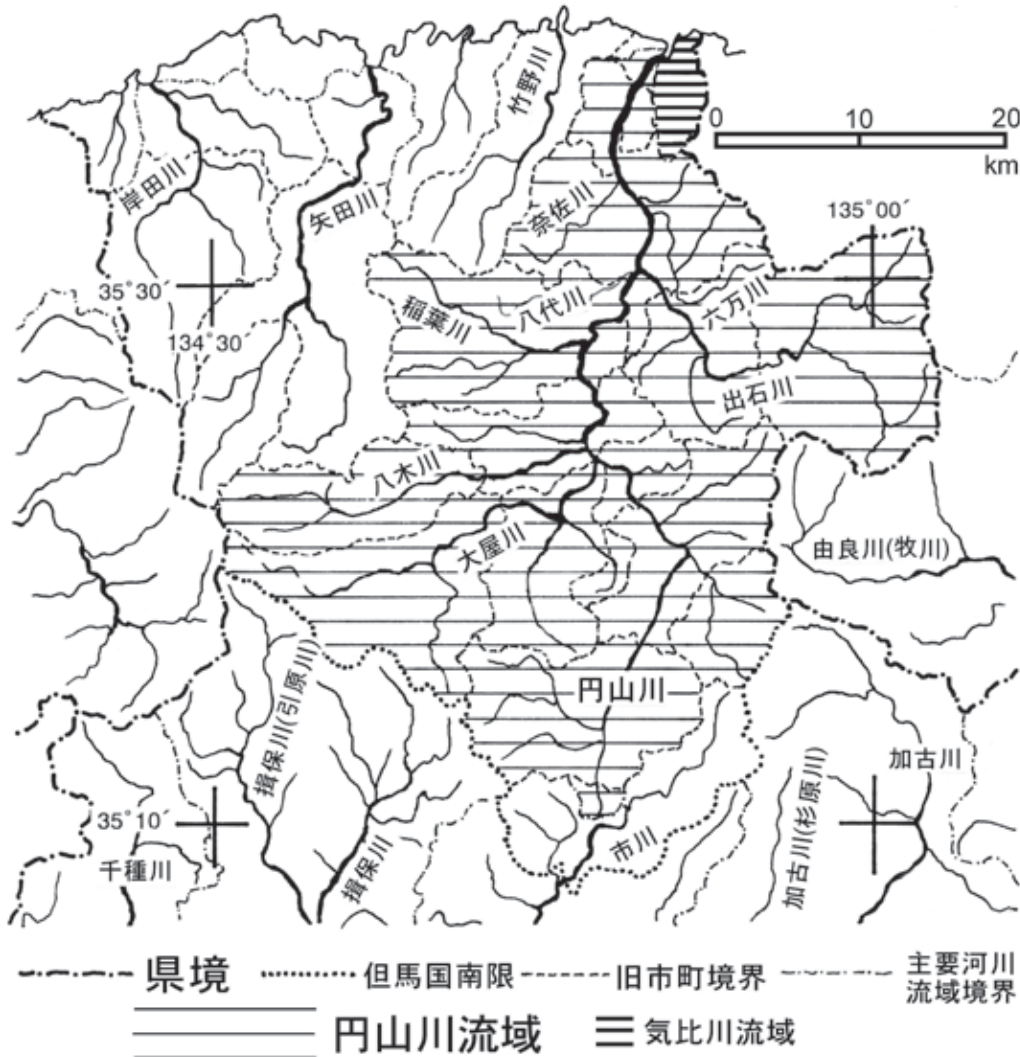 竹野川
0 10 20
km
岸田川
矢田川
奈佐川
135°00´
35°30´
134°30´
稲葉川
八代川
六万川
出石川
八木川
大屋川
由良川(牧川)
円山川
揖保川(引原川)
加古川
35°10´
千種川
揖保川
市川
加古川(杉原川)
県境
但馬国南限
旧市町境界
主要河川
流域境界
円山川流域
気比川流域